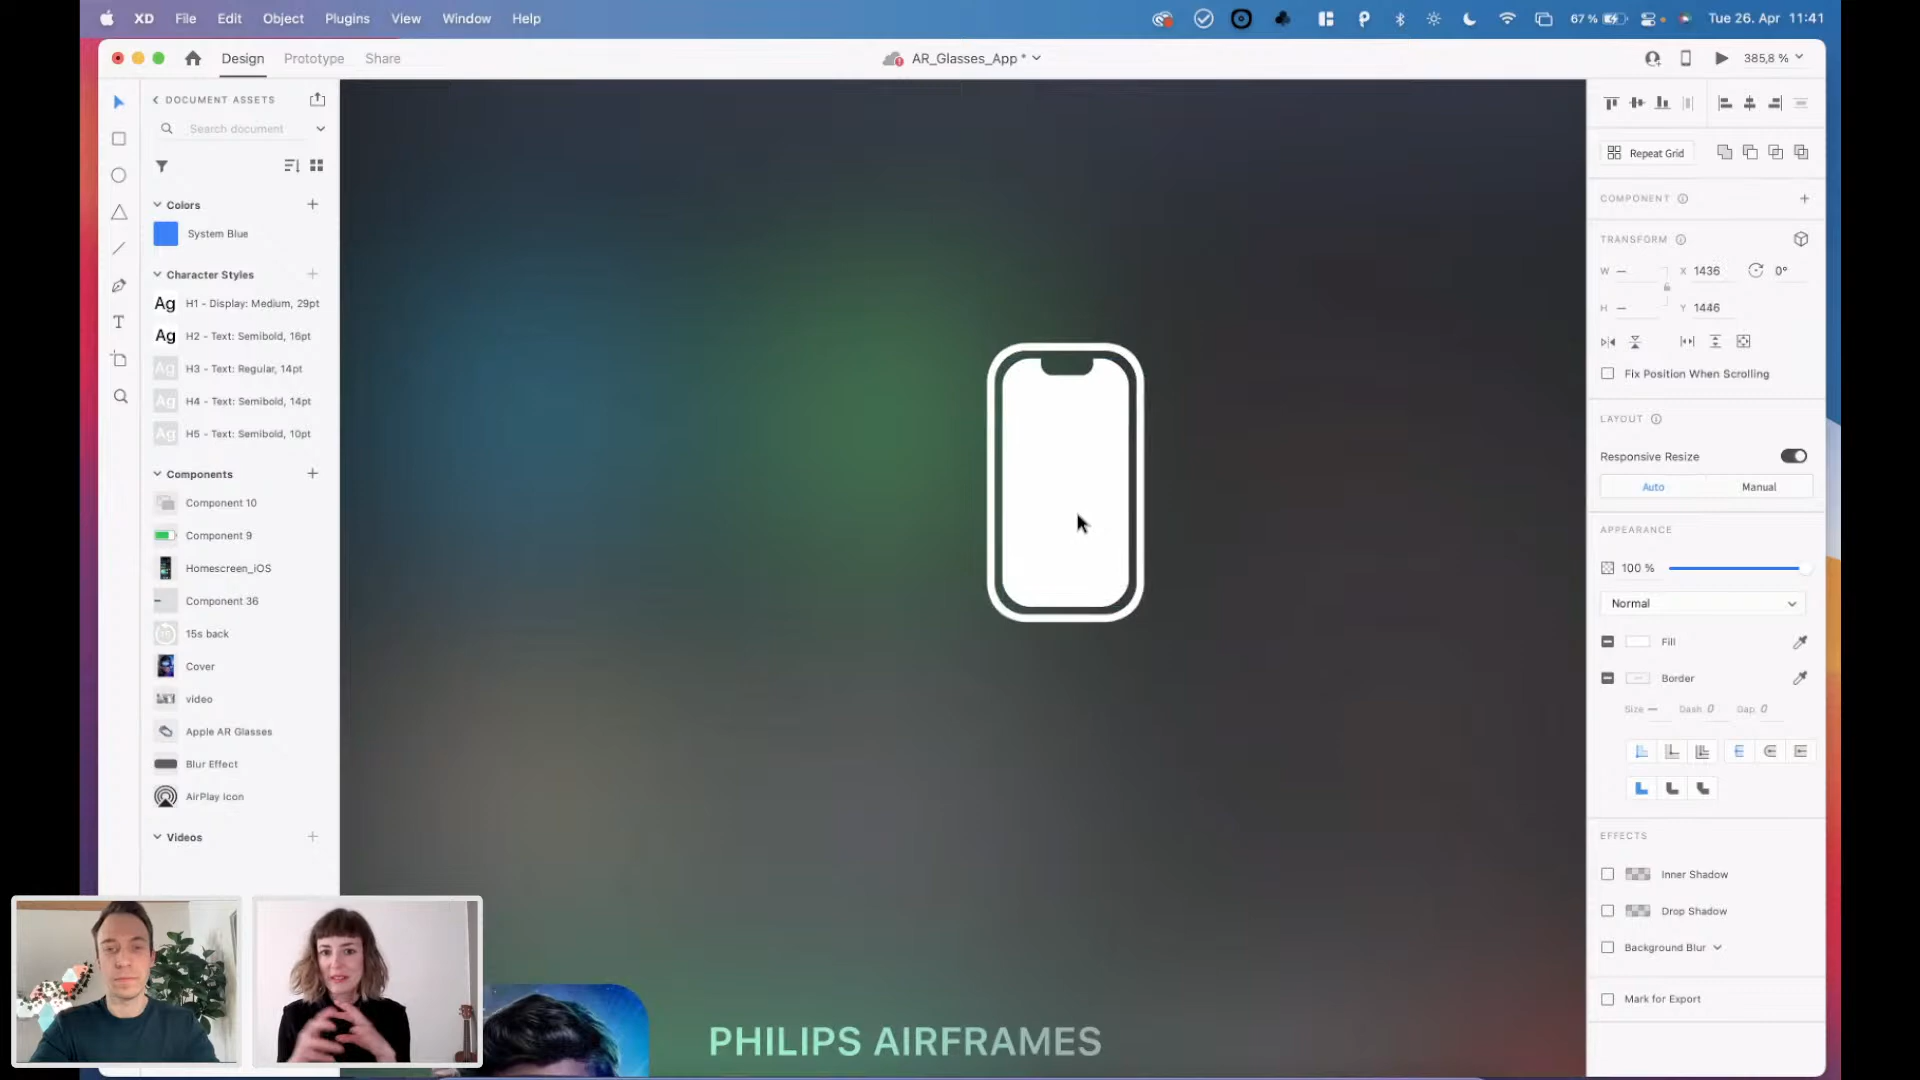 XD File Edit Object Plugins View Window Help 67 % Tue 26. Apr 11:41
Design Prototype Share AR_Glasses_App * 385,8 %
DOCUMENT ASSETS
Search document
Colors
System Blue
Character Styles
Ag H1 - Display: Medium, 29pt
Ag H2 - Text: Semibold, 16pt
Ag H3 - Text: Regular, 14pt
Ag H4 - Text: Semibold, 14pt
Ag H5 - Text: Semibold, 10pt
Components
Component 10
Component 9
Homescreen_iOS
Component 36
15s back
Cover
video
Apple AR Glasses
Blur Effect
AirPlay Icon
Videos
PHILIPS AIRFRAMES
Repeat Grid
COMPONENT
TRANSFORM
W — X 1436 0°
H — Y 1446
Fix Position When Scrolling
LAYOUT
Responsive Resize
Auto Manual
APPEARANCE
100 %
Normal
Fill
Border
Size — Dash 0 Gap 0
EFFECTS
Inner Shadow
Drop Shadow
Background Blur
Mark for Export